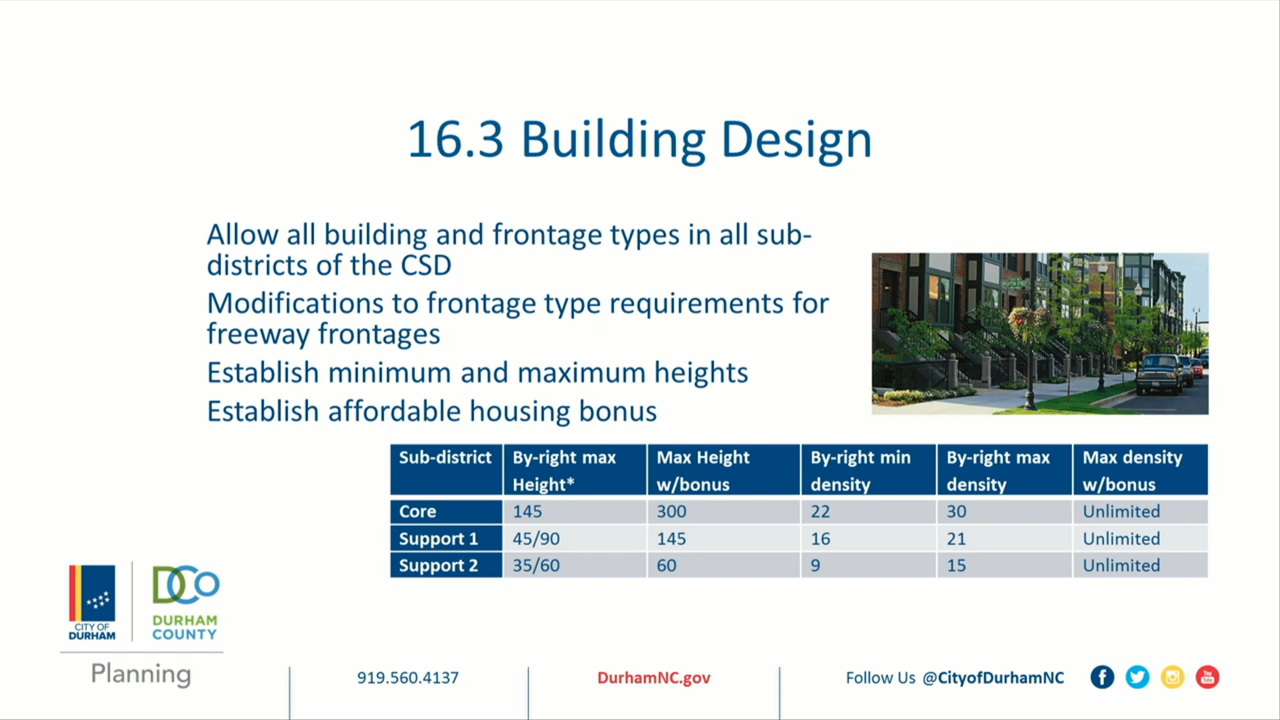 16.3 Building Design
Allow all building and frontage types in all sub-
districts of the CSD
Modifications to frontage type requirements for
freeway frontages
Establish minimum and maximum heights
Establish affordable housing bonus
Sub-district By-right max Height* Max Height w/bonus By-right min density By-right max density Max density w/bonus
Core 145 300 22 30 Unlimited
Support 1 45/90 145 16 21 Unlimited
Support 2 35/60 60 9 15 Unlimited
CITY OF
DURHAM
DCO
DURHAM
COUNTY
Planning
919.560.4137
DurhamNC.gov
Follow Us @CityofDurhamNC